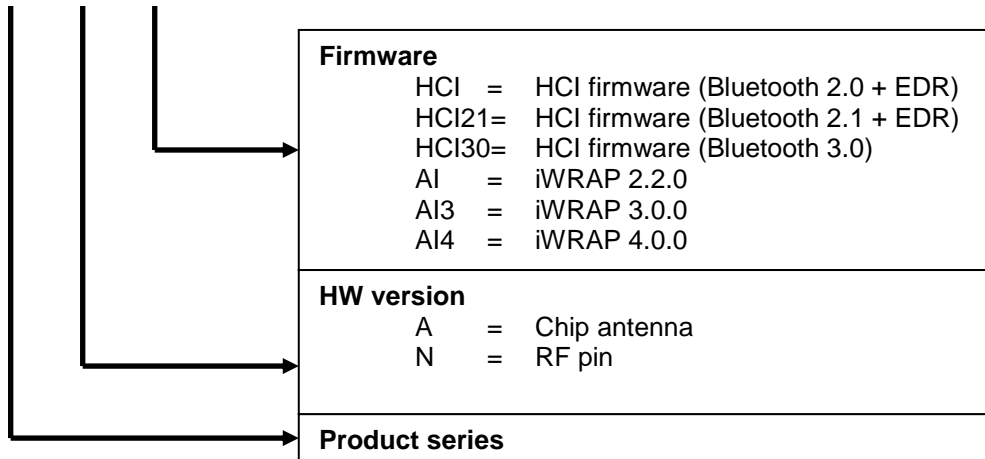 Firmware
HCI = HCI firmware (Bluetooth 2.0 + EDR)
HCI21= HCI firmware (Bluetooth 2.1 + EDR)
HCI30= HCI firmware (Bluetooth 3.0)
AI = iWRAP 2.2.0
AI3 = iWRAP 3.0.0
AI4 = iWRAP 4.0.0
HW version
A = Chip antenna
N = RF pin
Product series